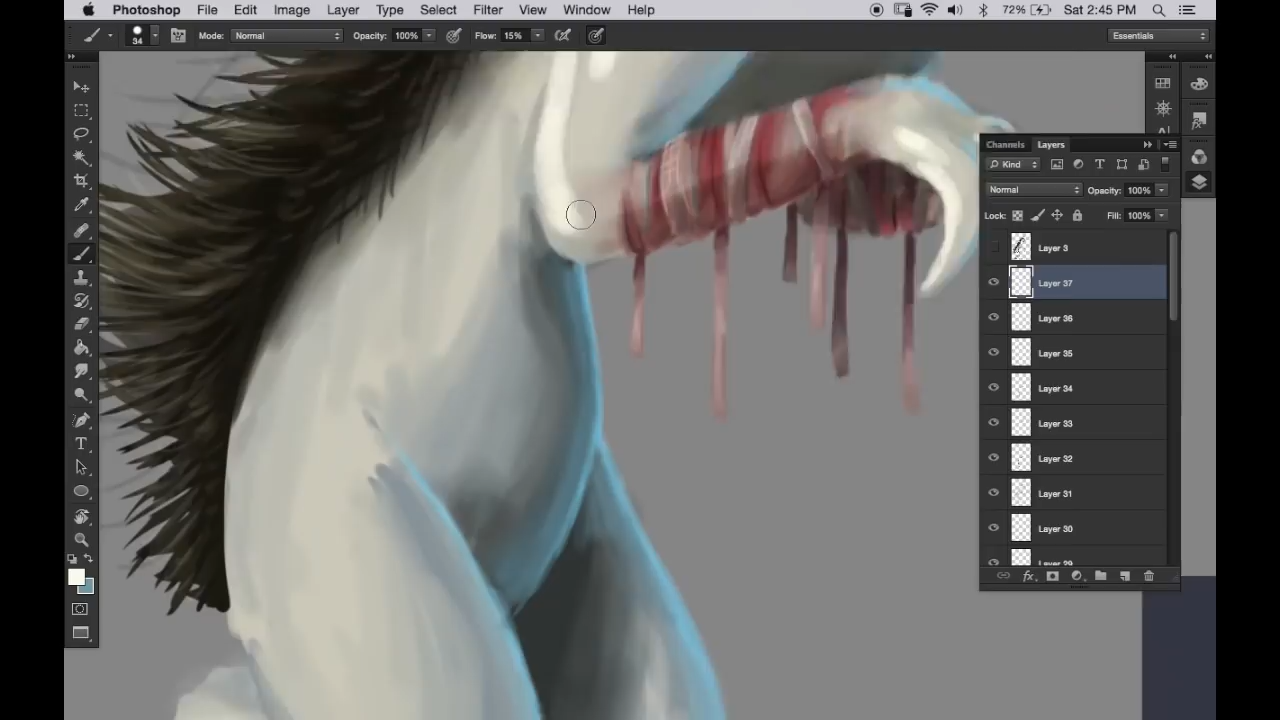 Photoshop File Edit Image Layer Type Select Filter View Window Help 72% Sat 2:45 PM
34 Mode: Normal Opacity: 100% Flow: 15% Essentials
Channels Layers
Kind
Normal Opacity: 100%
Lock: Fill: 100%
Layer 3
Layer 37
Layer 36
Layer 35
Layer 34
Layer 33
Layer 32
Layer 31
Layer 30
Layer 29